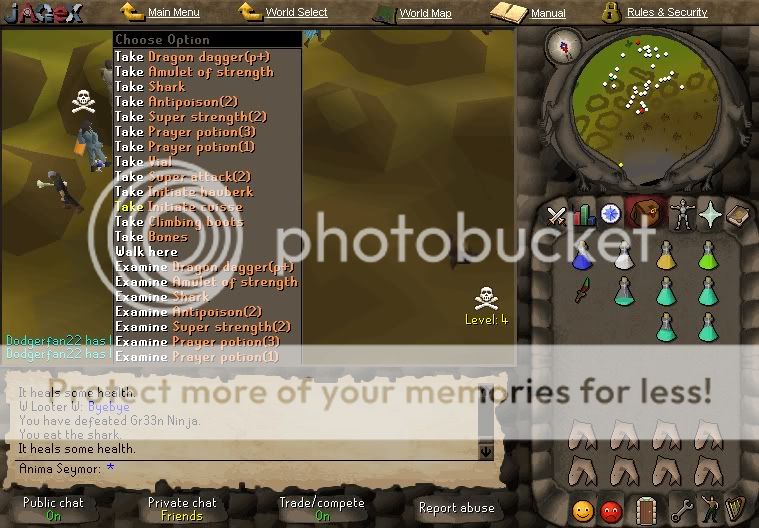 JAGeX
Main Menu
World Select
World Map
Manual
Rules & Security
Choose Option
Take Dragon dagger(p+)
Take Amulet of strength
Take Shark
Take Antipoison(2)
Take Super strength(2)
Take Prayer potion(3)
Take Prayer potion(1)
Take Vial
Take Super attack(2)
Take Initiate hauberk
Take Initiate cuisse
Take Climbing boots
Take Bones
Walk here
Examine Dragon dagger(p+)
Examine Amulet of strength
Examine Shark
Examine Antipoison(2)
Examine Super strength(2)
Examine Prayer potion(3)
Examine Prayer potion(1)
photobucket
Level: 4
Dodgerfan22 has l
Dodgerfan22 has l
Protect more of your memories for less!
It heals some health.
W Looter W: Byebye
You have defeated Gr33n Ninja.
You eat the shark.
It heals some health.
Anima Seymor: *
Public chat
On
Private chat
Friends
Trade/compete
On
Report abuse